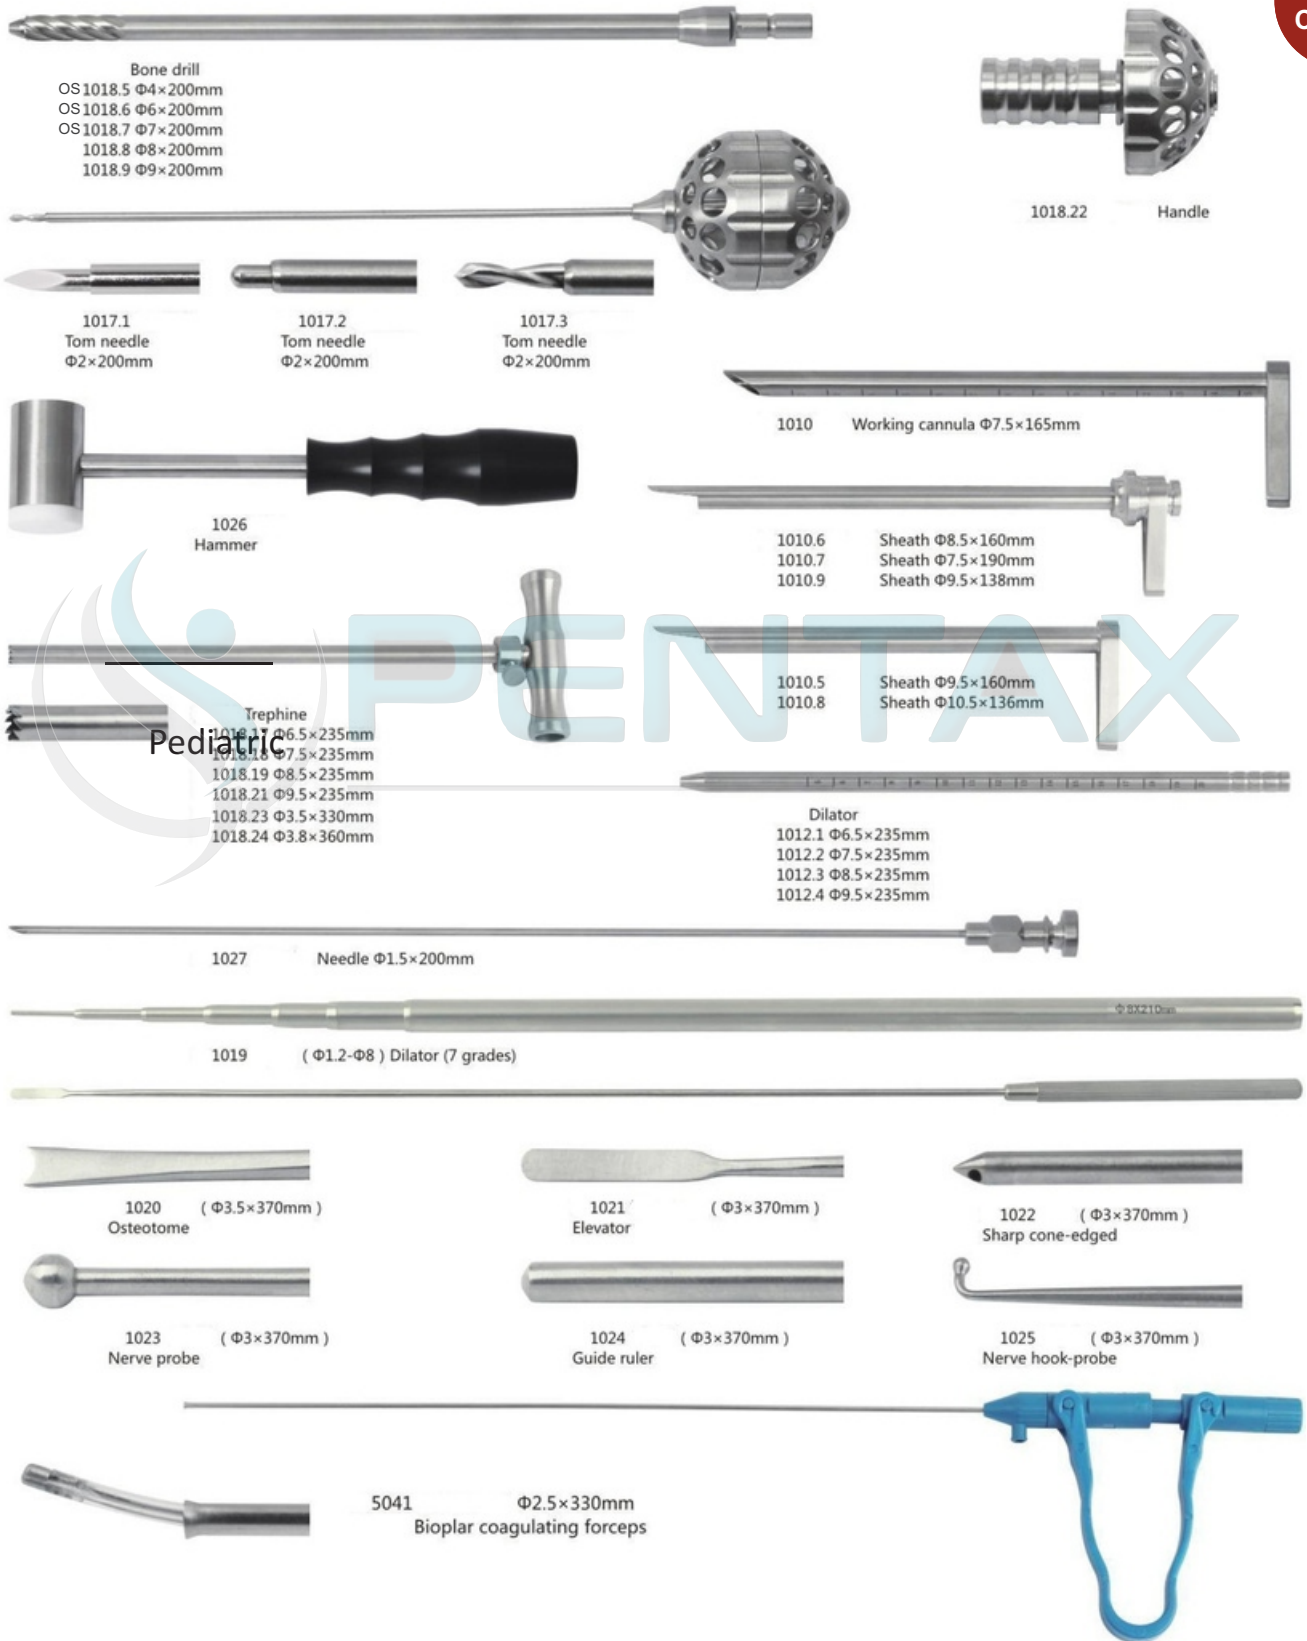 Bone drill
OS 1018.5 Φ4×200mm
OS 1018.6 Φ6×200mm
OS 1018.7 Φ7×200mm
1018.8 Φ8×200mm
1018.9 Φ9×200mm
1018.22 Handle
1017.1
Tom needle
Φ2×200mm
1017.2
Tom needle
Φ2×200mm
1017.3
Tom needle
Φ2×200mm
1010 Working cannula Φ7.5×165mm
1026
Hammer
1010.6 Sheath Φ8.5×160mm
1010.7 Sheath Φ7.5×190mm
1010.9 Sheath Φ9.5×138mm
PENTAX
1010.5 Sheath Φ9.5×160mm
1010.8 Sheath Φ10.5×136mm
Trephine
1018.17 Φ6.5×235mm
Pediatric
1018.18 Φ7.5×235mm
1018.19 Φ8.5×235mm
1018.21 Φ9.5×235mm
1018.23 Φ3.5×330mm
1018.24 Φ3.8×360mm
Dilator
1012.1 Φ6.5×235mm
1012.2 Φ7.5×235mm
1012.3 Φ8.5×235mm
1012.4 Φ9.5×235mm
1027 Needle Φ1.5×200mm
Φ8X210mm
1019 ( Φ1.2-Φ8 ) Dilator (7 grades)
1020 ( Φ3.5×370mm )
Osteotome
1021 ( Φ3×370mm )
Elevator
1022 ( Φ3×370mm )
Sharp cone-edged
1023 ( Φ3×370mm )
Nerve probe
1024 ( Φ3×370mm )
Guide ruler
1025 ( Φ3×370mm )
Nerve hook-probe
5041 Φ2.5×330mm
Bioplar coagulating forceps